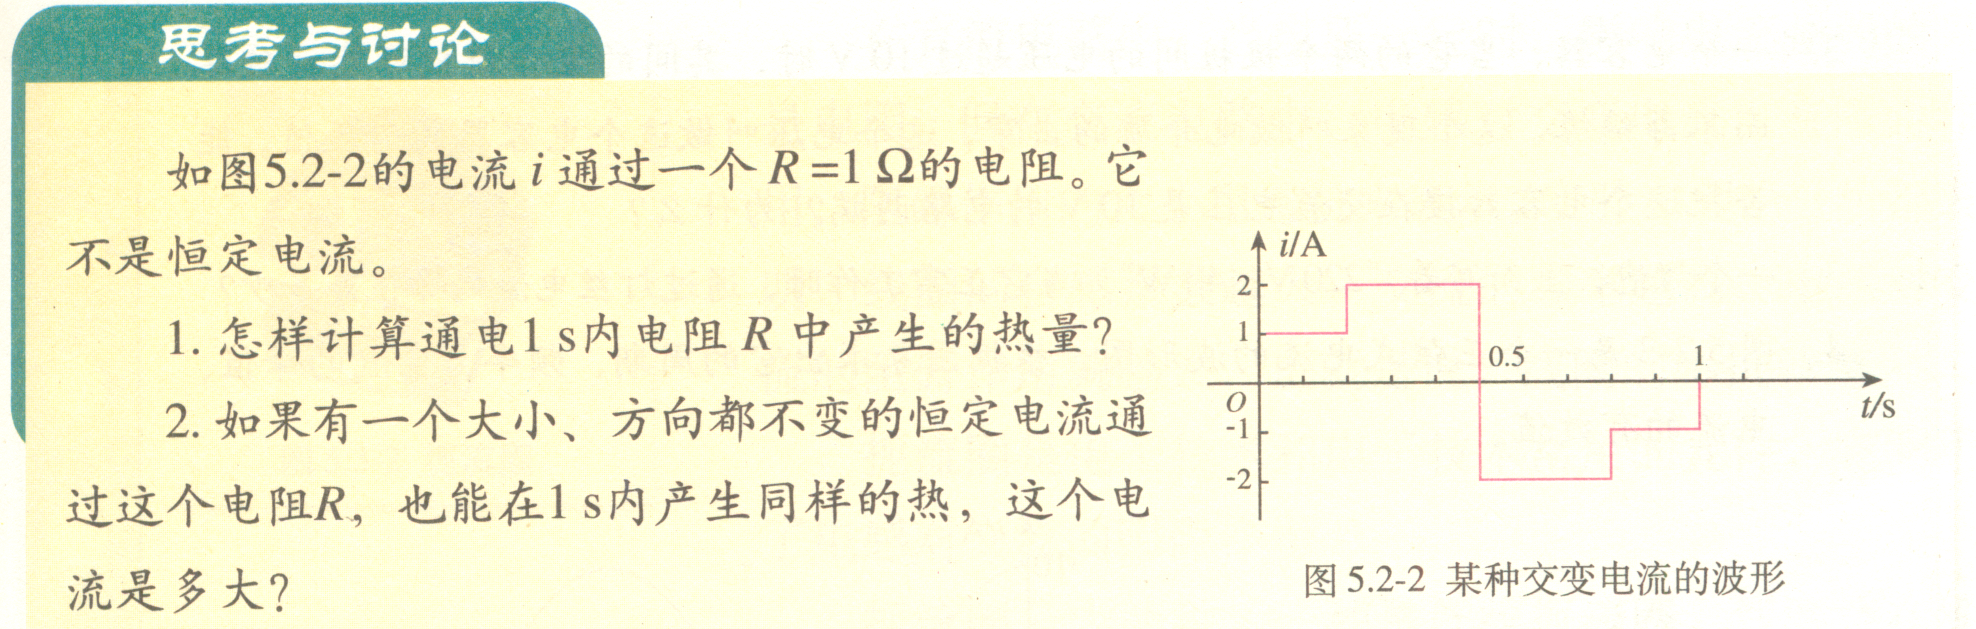 思考与讨论
如图5.2-2的电流 i 通过一个 R =1 Ω的电阻。它
不是恒定电流。
1. 怎样计算通电1 s内电阻 R 中产生的热量？
2. 如果有一个大小、方向都不变的恒定电流通
过这个电阻R，也能在1 s内产生同样的热，这个电
流是多大？
i/A
2
1
0.5
1
O
t/s
-1
-2
图 5.2-2 某种交变电流的波形